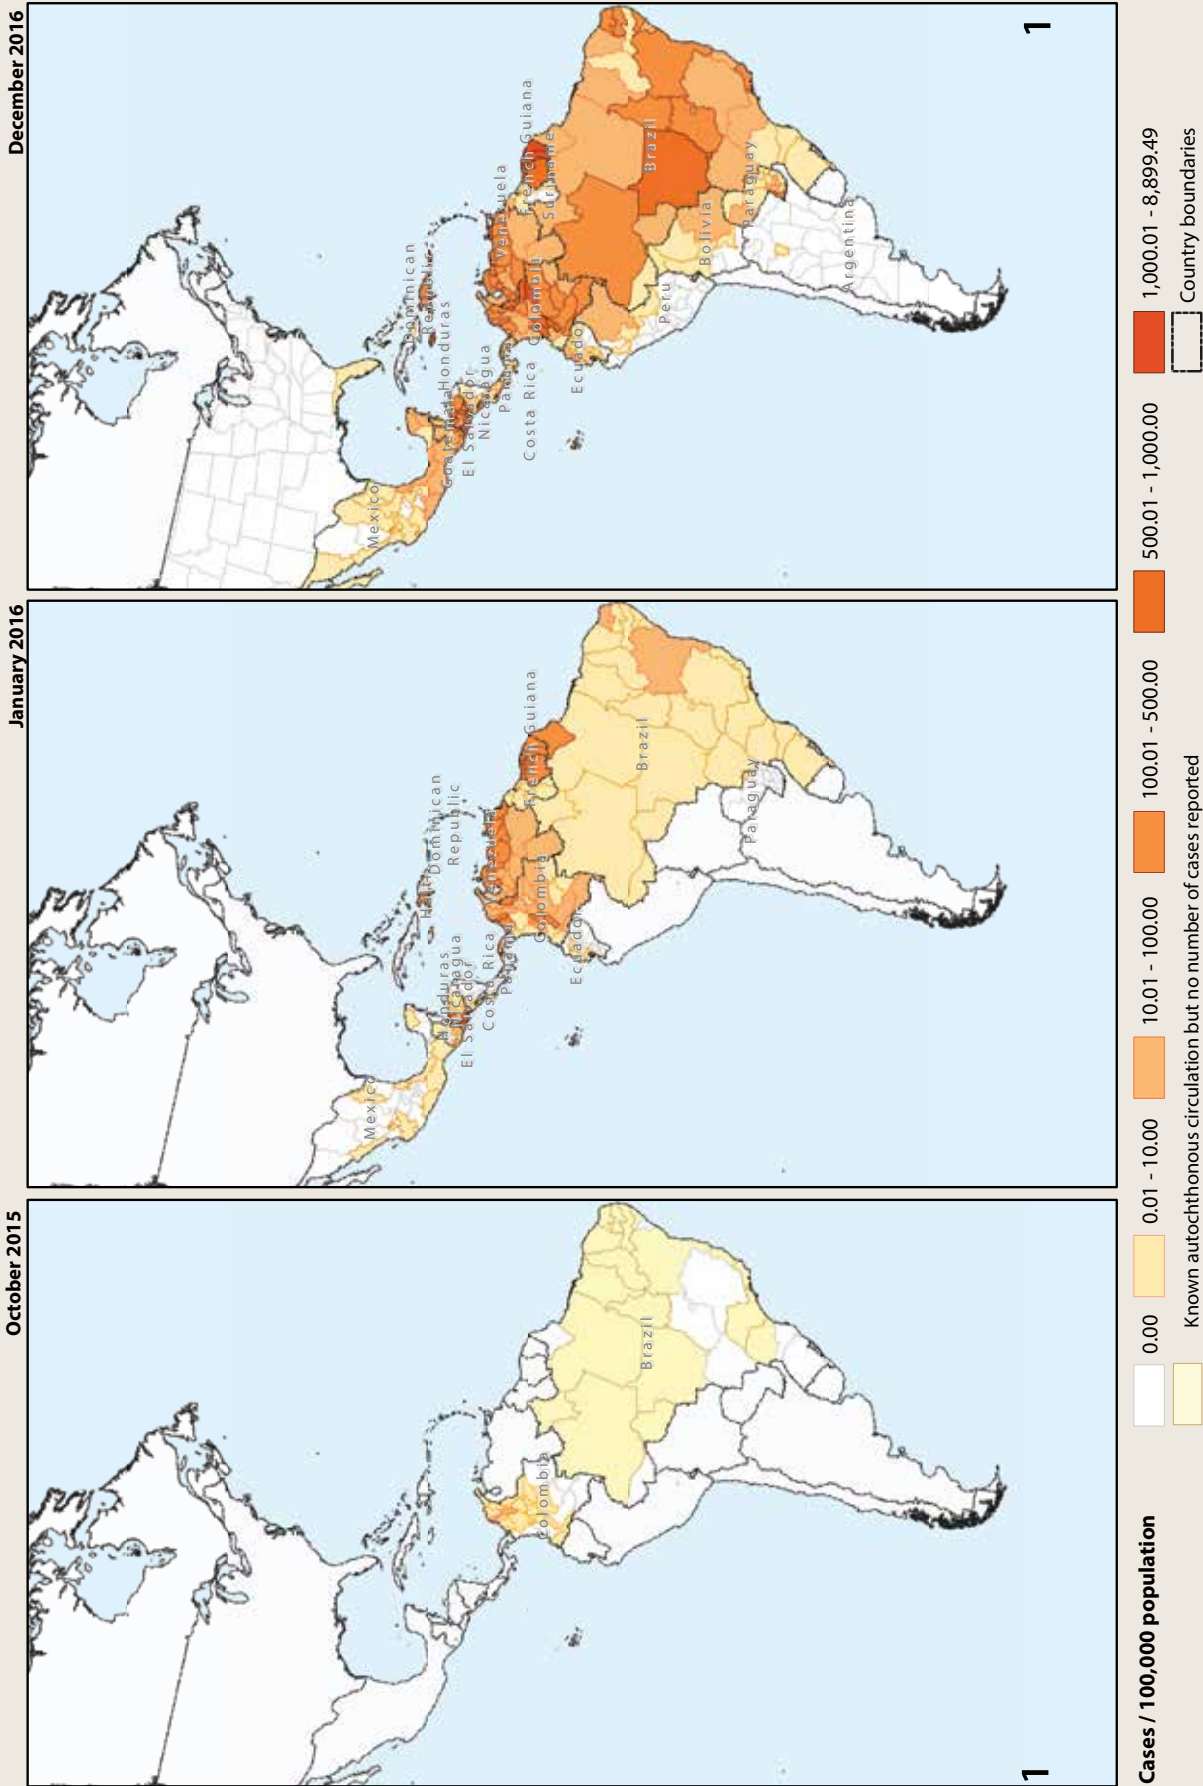 October 2015
Colombia
Brazil
1
January 2016
Mexico
Haiti
Dominican
Republic
Honduras
Nicaragua
El Salvador
Costa Rica
Panama
Venezuela
French Guiana
Colombia
Ecuador
Brazil
Paraguay
December 2016
Mexico
Dominican
Republic
Guatemala
Honduras
El Salvador
Nicaragua
Panama
Costa Rica
Venezuela
French Guiana
Suriname
Colombia
Ecuador
Brazil
Peru
Bolivia
Paraguay
Argentina
1
Cases / 100,000 population
0.00
0.01 - 10.00
10.01 - 100.00
100.01 - 500.00
500.01 - 1,000.00
1,000.01 - 8,899.49
Known autochthonous circulation but no number of cases reported
Country boundaries